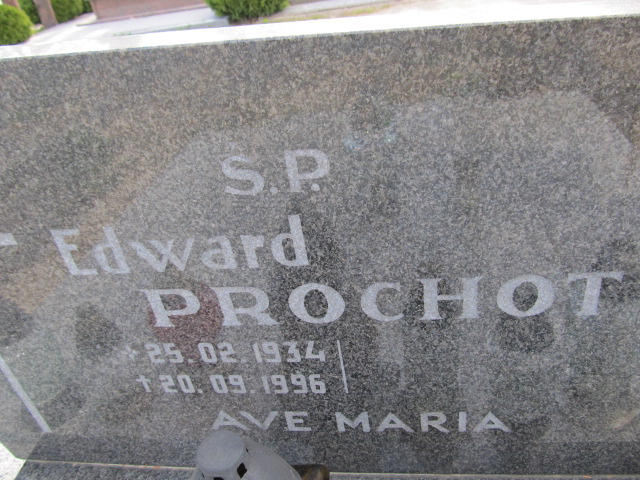 S.P.
Edward
PROCHOT
* 25.02.1934
† 20.09.1996
AVE MARIA